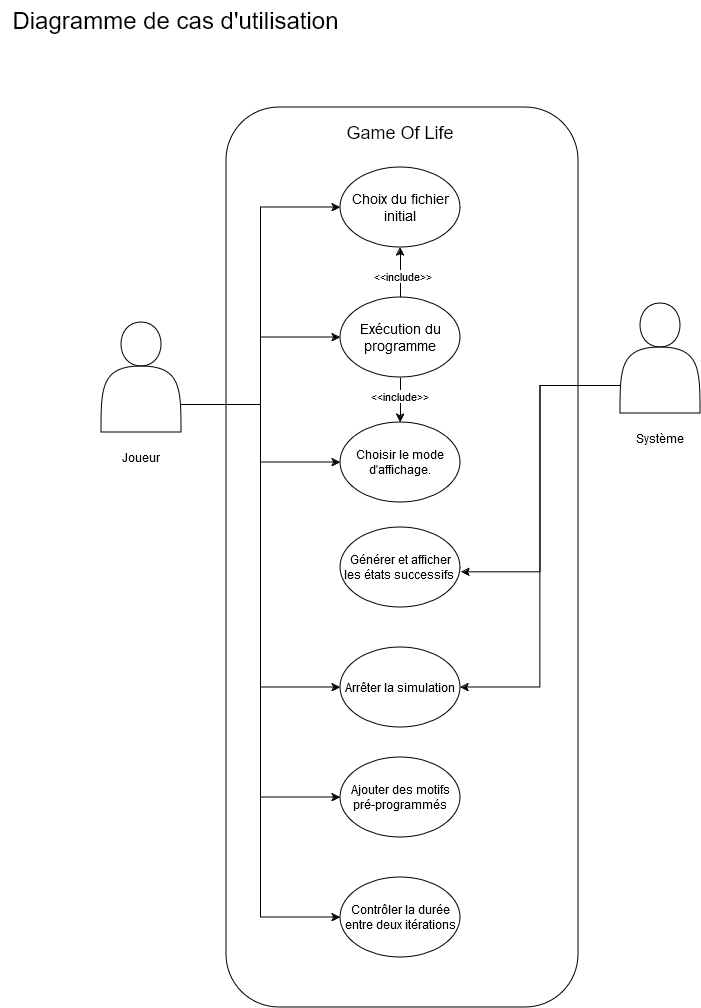 Diagramme de cas d'utilisation
Game Of Life
Choix du fichier
initial
<<include>>
Exécution du
programme
<<include>>
Joueur
Système
Choisir le mode
d'affichage.
Générer et afficher
les états successifs
Arrêter la simulation
Ajouter des motifs
pré-programmés
Contrôler la durée
entre deux itérations